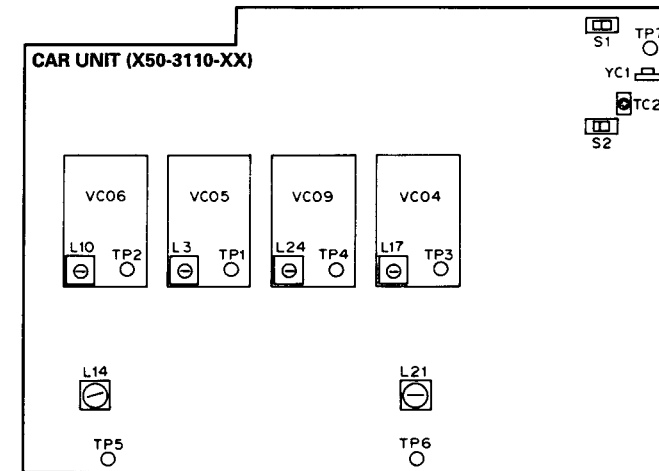 S1
TP7
CAR UNIT (X50-3110-XX)
YC1
TC2
S2
VCO6
VCO5
VCO9
VCO4
L10
TP2
L3
TP1
L24
TP4
L17
TP3
L14
L21
TP5
TP6